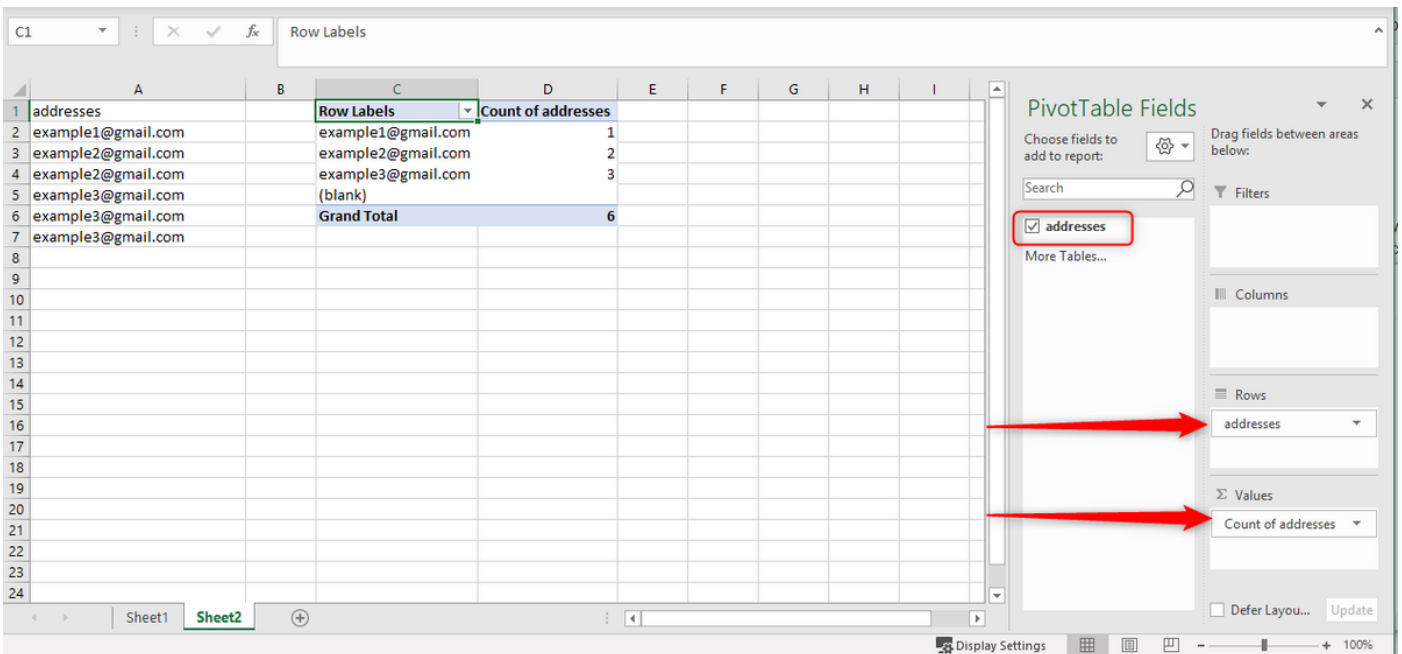 C1 fx Row Labels
A B C D E F G H I
1 addresses Row Labels Count of addresses
2 example1@gmail.com example1@gmail.com 1
3 example2@gmail.com example2@gmail.com 2
4 example2@gmail.com example3@gmail.com 3
5 example3@gmail.com (blank)
6 example3@gmail.com Grand Total 6
7 example3@gmail.com
8
9
10
11
12
13
14
15
16
17
18
19
20
21
22
23
24
PivotTable Fields
Choose fields to
add to report:
Search
addresses
More Tables...
Drag fields between areas
below:
Filters
Columns
Rows
addresses
Σ Values
Count of addresses
Defer Layou... Update
Sheet1 Sheet2
Display Settings 100%